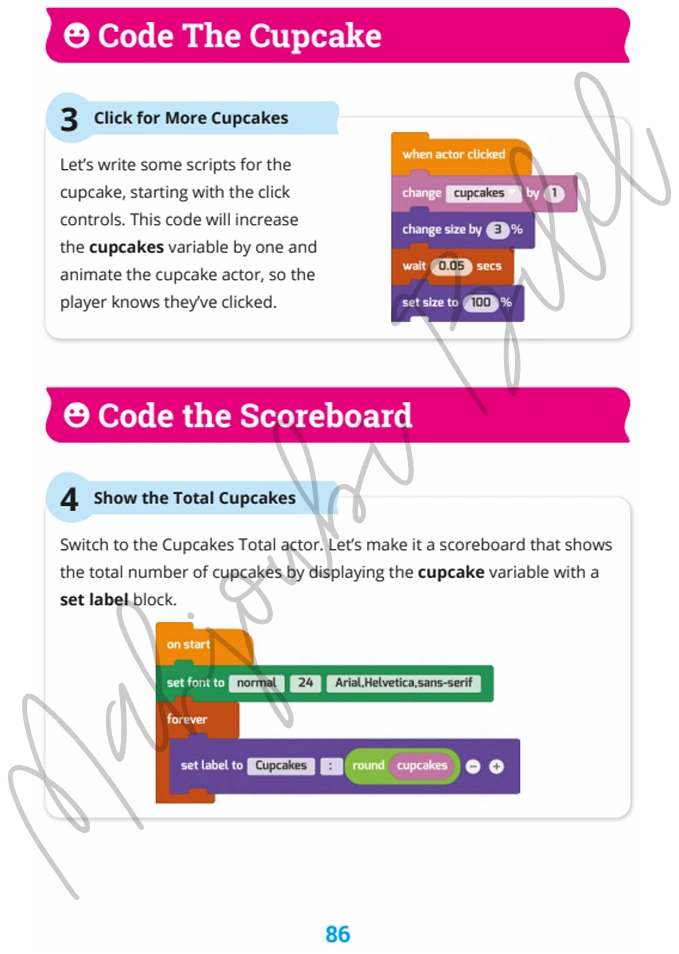 Code The Cupcake
3 Click for More Cupcakes
Let's write some scripts for the
cupcake, starting with the click
controls. This code will increase
the cupcakes variable by one and
animate the cupcake actor, so the
player knows they've clicked.
when actor clicked
change cupcakes by 1
change size by 3 %
wait 0.05 secs
set size to 100 %
Code the Scoreboard
4 Show the Total Cupcakes
Switch to the Cupcakes Total actor. Let's make it a scoreboard that shows
the total number of cupcakes by displaying the cupcake variable with a
set label block.
on start
set font to normal 24 Arial,Helvetica,sans-serif
forever
set label to Cupcakes : round cupcakes − +
86